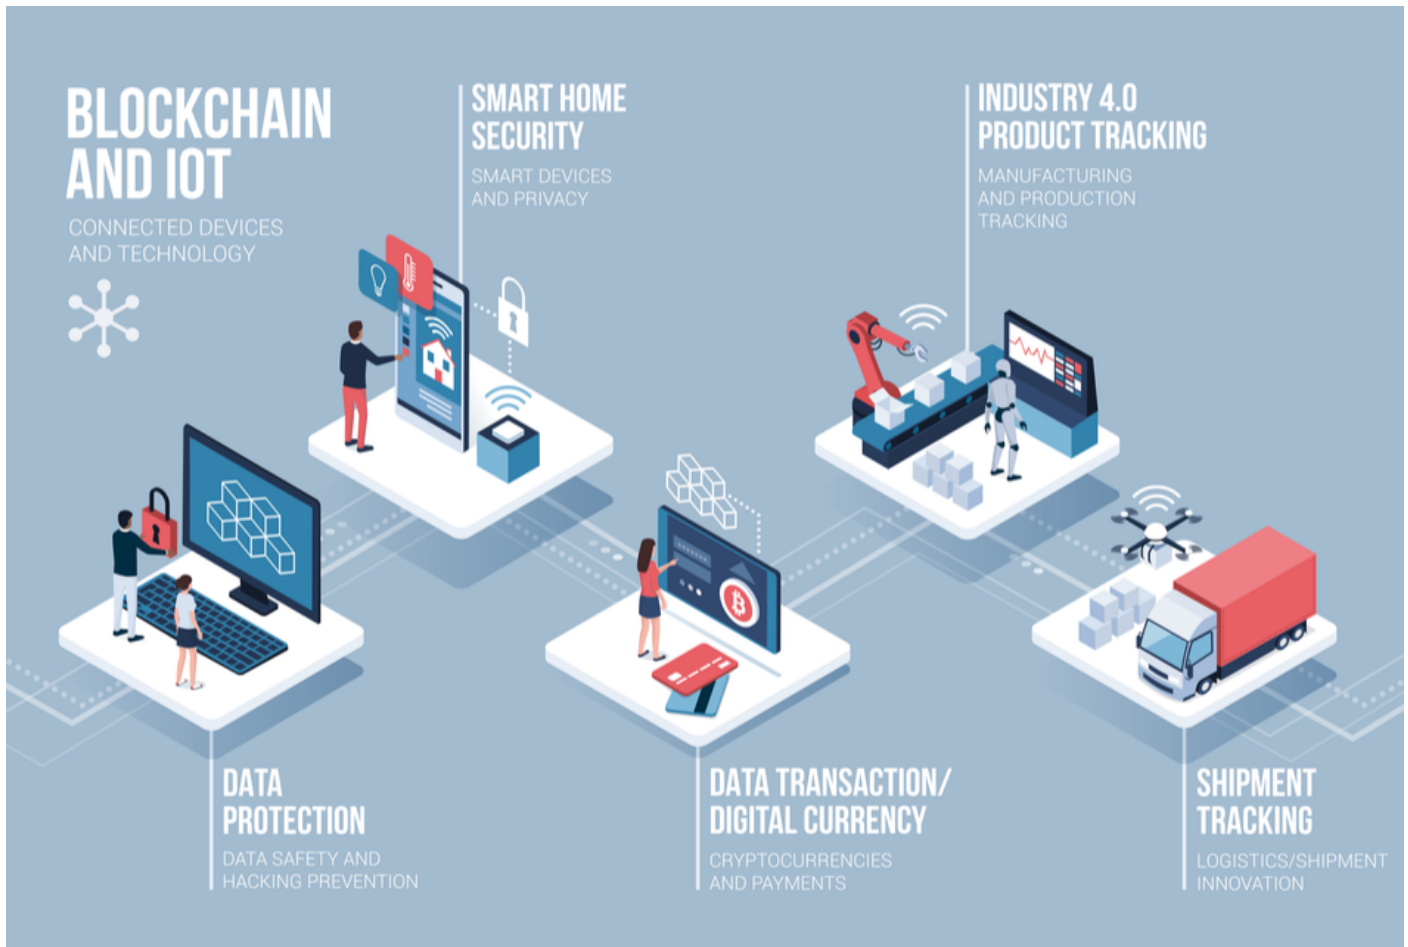 BLOCKCHAIN
AND IOT
CONNECTED DEVICES
AND TECHNOLOGY
SMART HOME
SECURITY
SMART DEVICES
AND PRIVACY
INDUSTRY 4.0
PRODUCT TRACKING
MANUFACTURING
AND PRODUCTION
TRACKING
DATA
PROTECTION
DATA SAFETY AND
HACKING PREVENTION
DATA TRANSACTION/
DIGITAL CURRENCY
CRYPTOCURRENCIES
AND PAYMENTS
SHIPMENT
TRACKING
LOGISTICS/SHIPMENT
INNOVATION